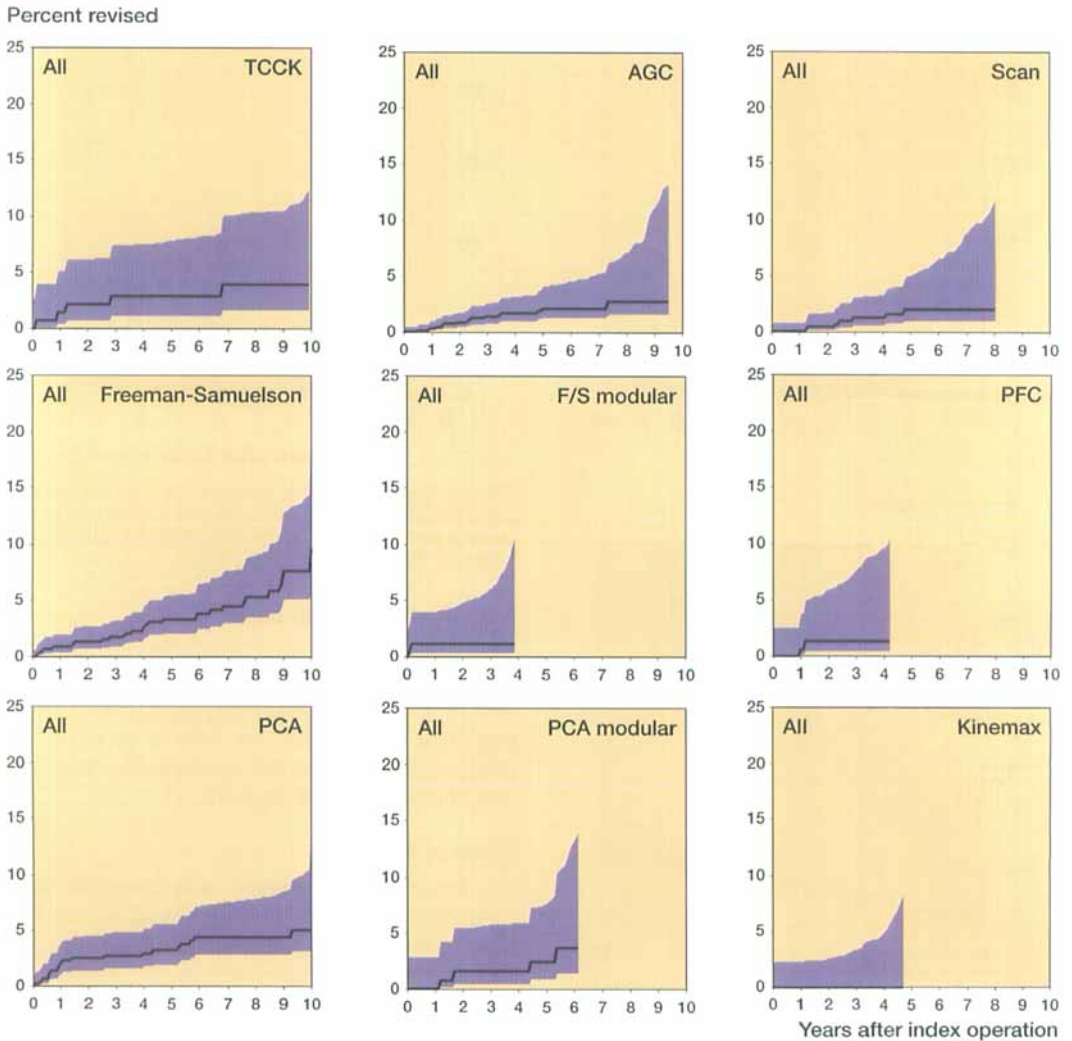 Percent revised
All TCCK
25
20
15
10
5
0
0 1 2 3 4 5 6 7 8 9 10
All AGC
25
20
15
10
5
0
0 1 2 3 4 5 6 7 8 9 10
All Scan
25
20
15
10
5
0
0 1 2 3 4 5 6 7 8 9 10
All Freeman-Samuelson
25
20
15
10
5
0
0 1 2 3 4 5 6 7 8 9 10
All F/S modular
25
20
15
10
5
0
0 1 2 3 4 5 6 7 8 9 10
All PFC
25
20
15
10
5
0
0 1 2 3 4 5 6 7 8 9 10
All PCA
25
20
15
10
5
0
0 1 2 3 4 5 6 7 8 9 10
All PCA modular
25
20
15
10
5
0
0 1 2 3 4 5 6 7 8 9 10
All Kinemax
25
20
15
10
5
0
0 1 2 3 4 5 6 7 8 9 10
Years after index operation